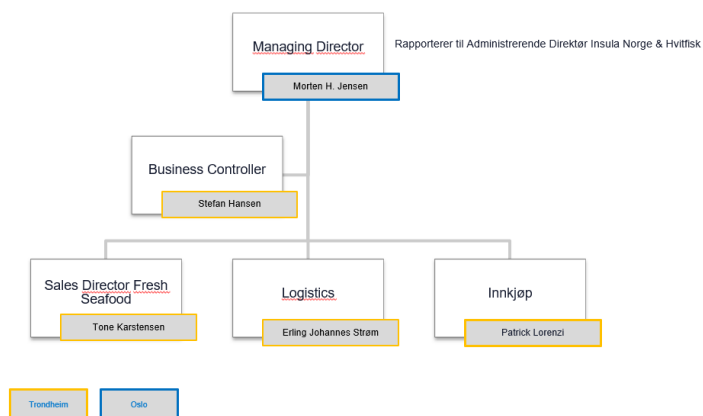 Managing Director
Rapporterer til Administrerende Direktør Insula Norge & Hvitfisk
Morten H. Jensen
Business Controller
Stefan Hansen
Sales Director Fresh
Seafood
Tone Karstensen
Logistics
Erling Johannes Strøm
Innkjøp
Patrick Lorenzi
Trondheim
Oslo